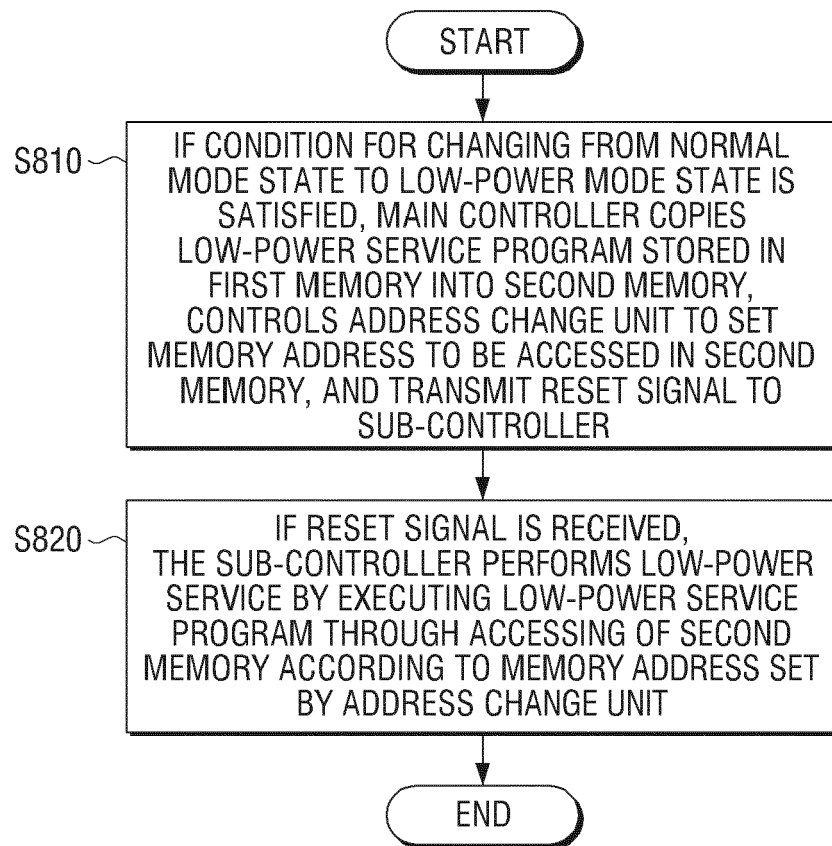 START
S810
IF CONDITION FOR CHANGING FROM NORMAL
MODE STATE TO LOW-POWER MODE STATE IS
SATISFIED, MAIN CONTROLLER COPIES
LOW-POWER SERVICE PROGRAM STORED IN
FIRST MEMORY INTO SECOND MEMORY,
CONTROLS ADDRESS CHANGE UNIT TO SET
MEMORY ADDRESS TO BE ACCESSED IN SECOND
MEMORY, AND TRANSMIT RESET SIGNAL TO
SUB-CONTROLLER
S820
IF RESET SIGNAL IS RECEIVED,
THE SUB-CONTROLLER PERFORMS LOW-POWER
SERVICE BY EXECUTING LOW-POWER SERVICE
PROGRAM THROUGH ACCESSING OF SECOND
MEMORY ACCORDING TO MEMORY ADDRESS SET
BY ADDRESS CHANGE UNIT
END